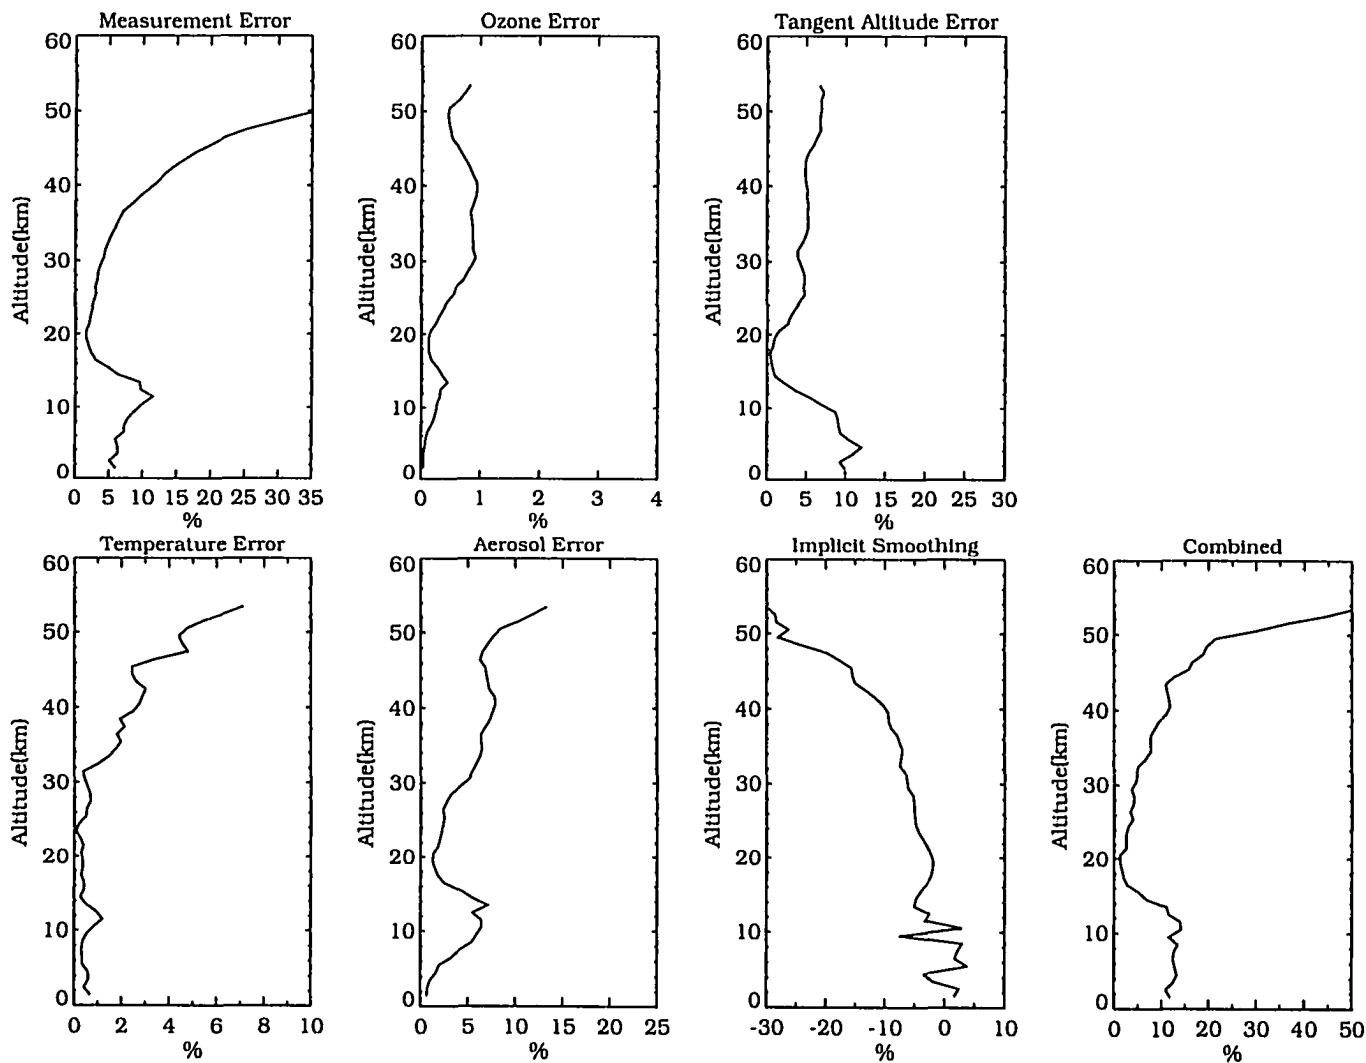 Measurement Error
60
50
40
30
20
10
0
Altitude(km)
0 5 10 15 20 25 30 35
%
Ozone Error
60
50
40
30
20
10
0
Altitude(km)
0 1 2 3 4
%
Tangent Altitude Error
60
50
40
30
20
10
0
Altitude(km)
0 5 10 15 20 25 30
%
Temperature Error
60
50
40
30
20
10
0
Altitude(km)
0 2 4 6 8 10
%
Aerosol Error
60
50
40
30
20
10
0
Altitude(km)
0 5 10 15 20 25
%
Implicit Smoothing
60
50
40
30
20
10
0
Altitude(km)
-30 -20 -10 0 10
%
Combined
60
50
40
30
20
10
0
Altitude(km)
0 10 20 30 40 50
%